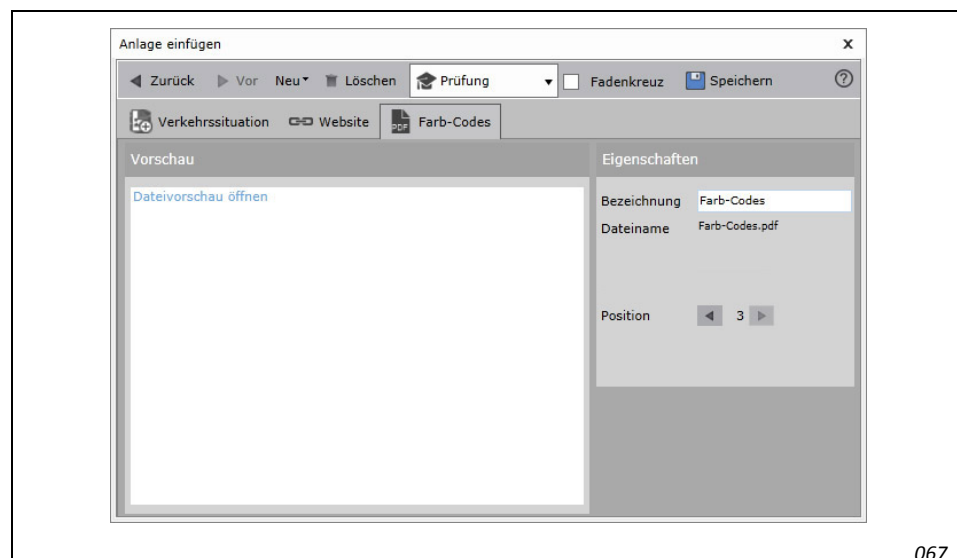 Anlage einfügen x
Zurück Vor Neu Löschen Prüfung Fadenkreuz Speichern ?
Verkehrssituation Website PDF Farb-Codes
Vorschau Eigenschaften
Dateivorschau öffnen
Bezeichnung Farb-Codes
Dateiname Farb-Codes.pdf
Position 3
067